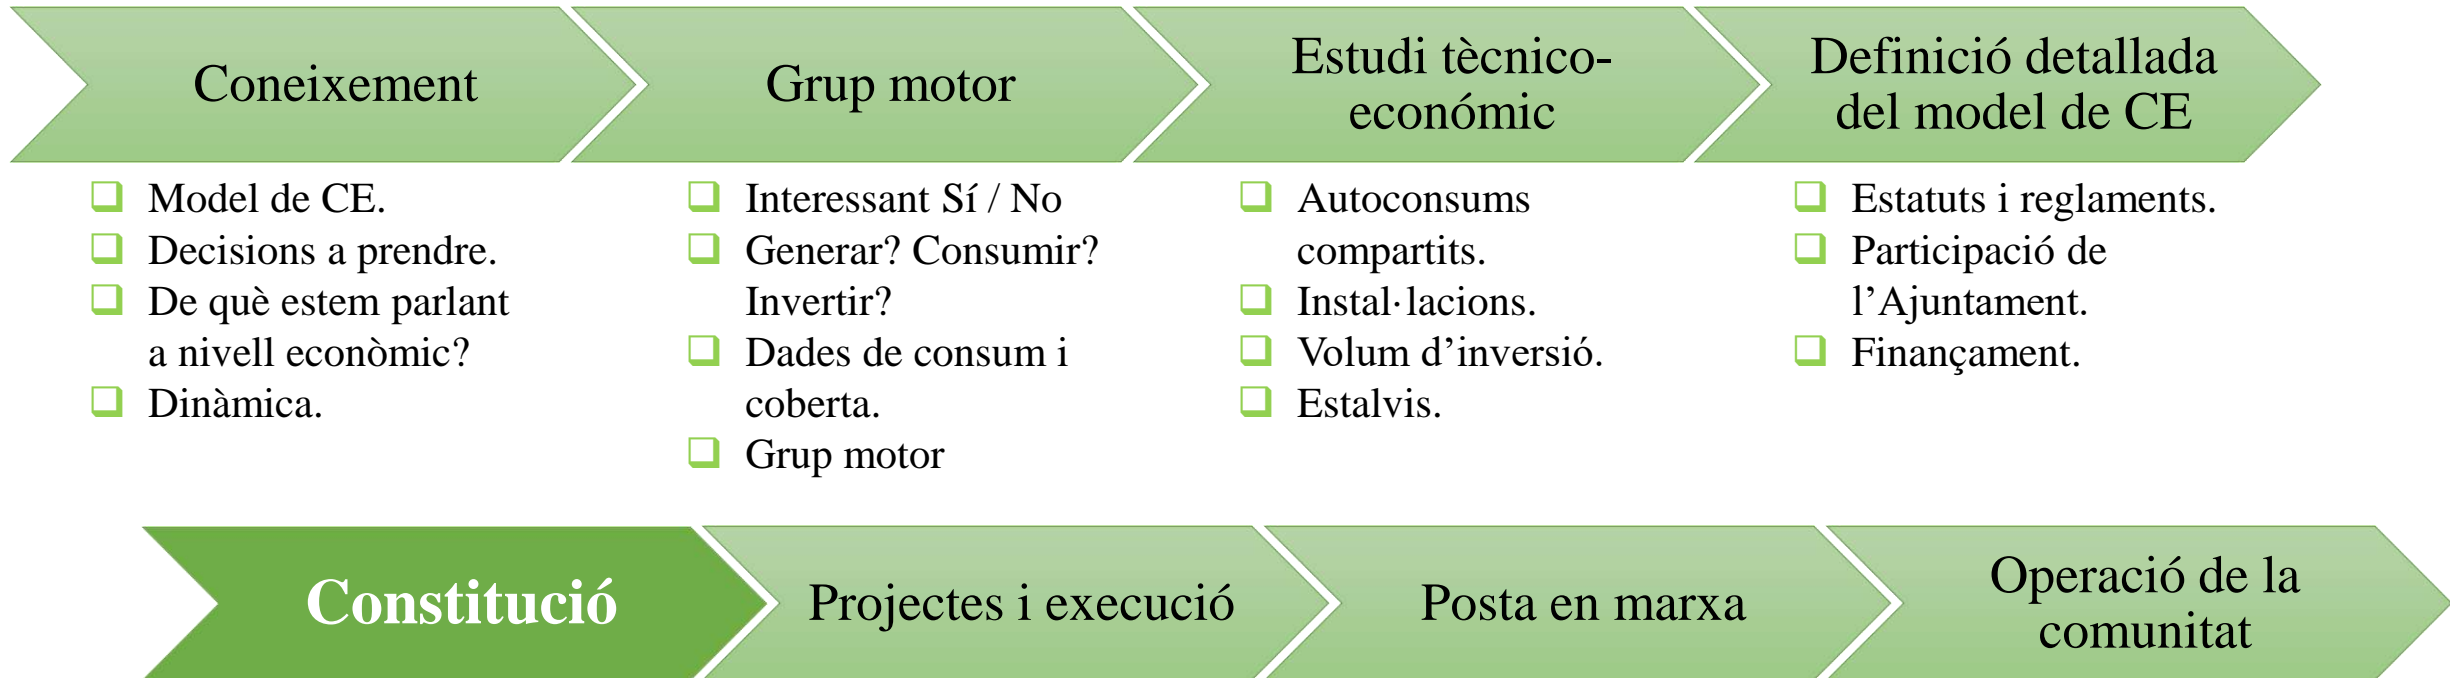 Coneixement
Grup motor
Estudi tècnico-
económic
Definició detallada
del model de CE
Model de CE.
Decisions a prendre.
De què estem parlant
a nivell econòmic?
Dinàmica.
Interessant Sí / No
Generar? Consumir?
Invertir?
Dades de consum i
coberta.
Grup motor
Autoconsums
compartits.
Instal·lacions.
Volum d’inversió.
Estalvis.
Estatuts i reglaments.
Participació de
l’Ajuntament.
Finançament.
Constitució
Projectes i execució
Posta en marxa
Operació de la
comunitat